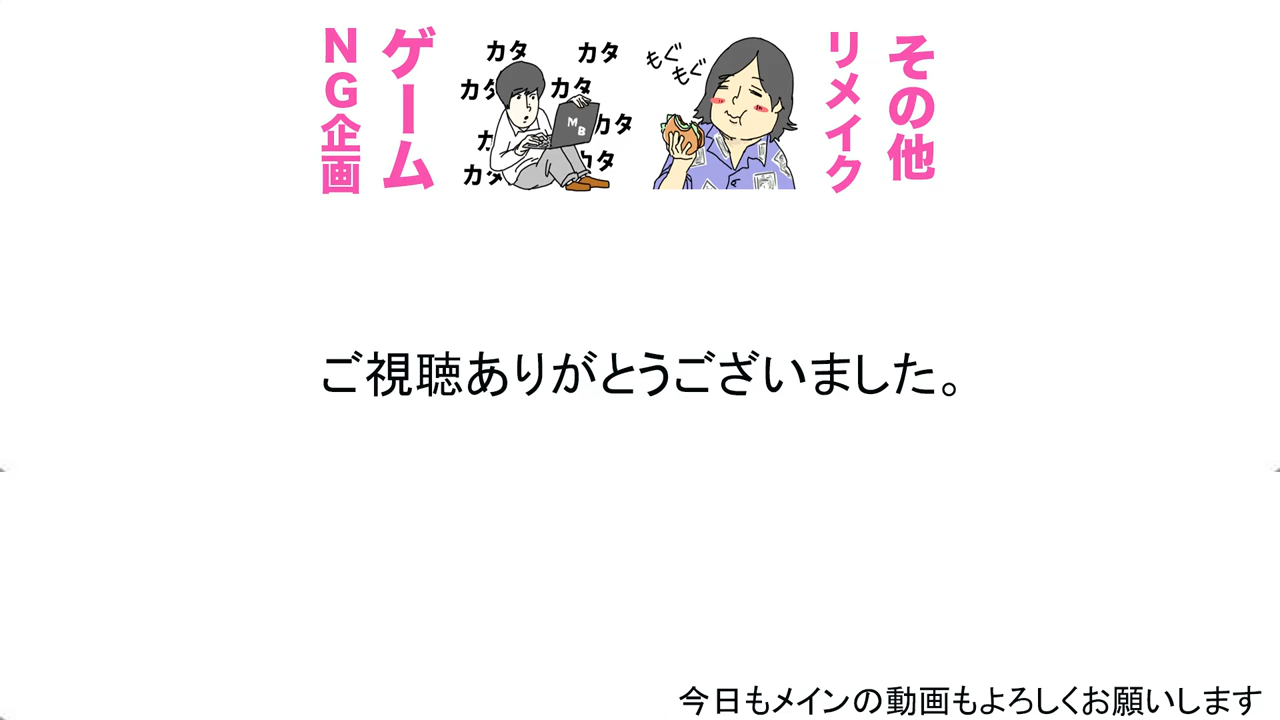 ゲーム
NG企画
カタ
カタ
カタ
カタ
カタ
カタ
カタ
カタ
MB
もぐ
もぐ
その他
リメイク
ご視聴ありがとうございました。
今日もメインの動画もよろしくお願いします